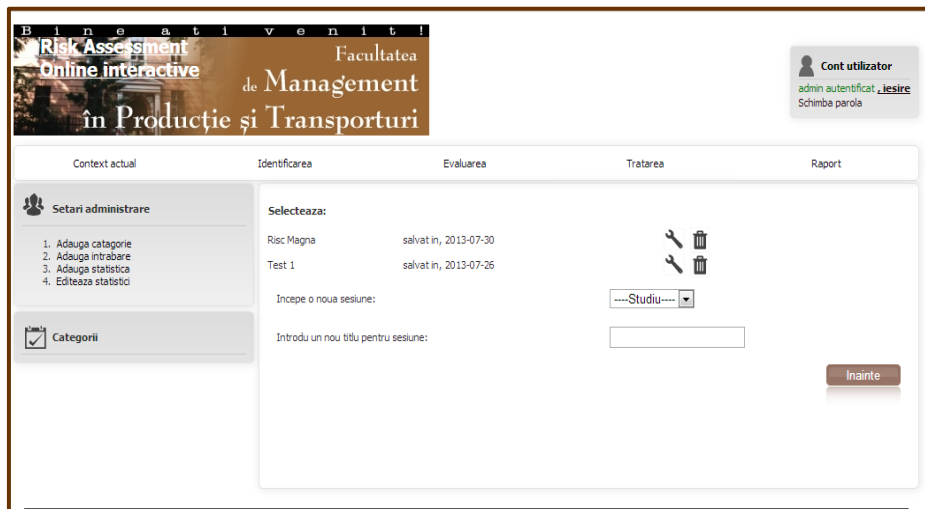 Bine ati venit!
Risk Assessment
Online interactive
Facultatea
de Management
în Producție și Transporturi
Cont utilizator
admin autentificat , iesire
Schimba parola
Context actual Identificarea Evaluarea Tratarea Raport
Setari administrare
1. Adauga catagorie
2. Adauga intrabare
3. Adauga statistica
4. Editeaza statistici
Categorii
Selecteaza:
Risc Magna salvat in, 2013-07-30
Test 1 salvat in, 2013-07-26
Incepe o noua sesiune: ----Studiu----
Introdu un nou titlu pentru sesiune:
Inainte